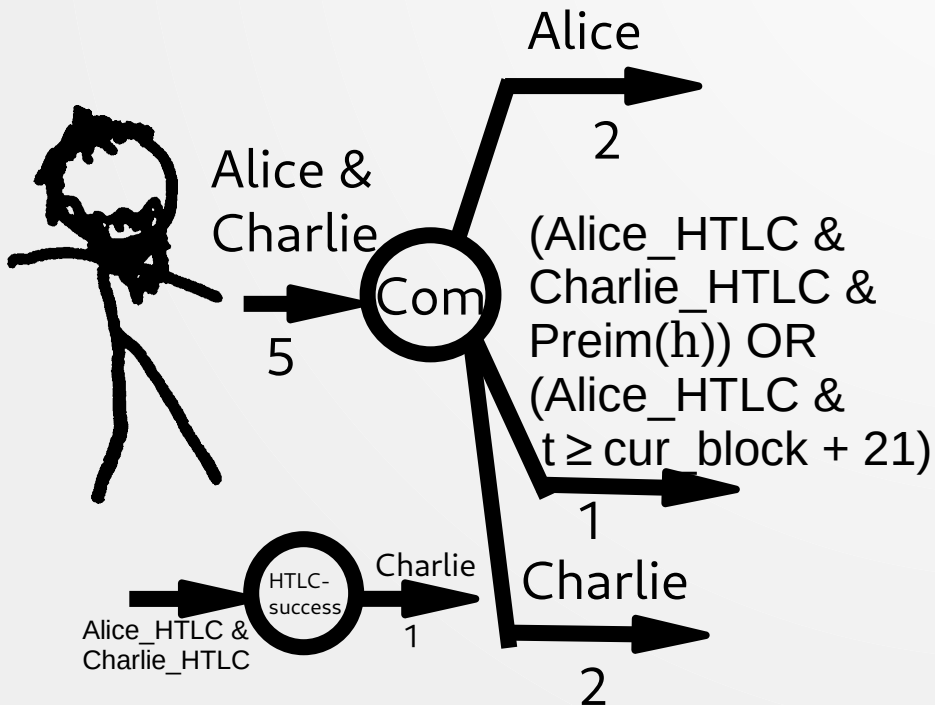 Alice
2
Alice &
Charlie
5
Com
(Alice_HTLC &
Charlie_HTLC &
Preim(h)) OR
(Alice_HTLC &
t ≥ cur_block + 21)
1
Charlie
2
HTLC-
success
Charlie
1
Alice_HTLC &
Charlie_HTLC